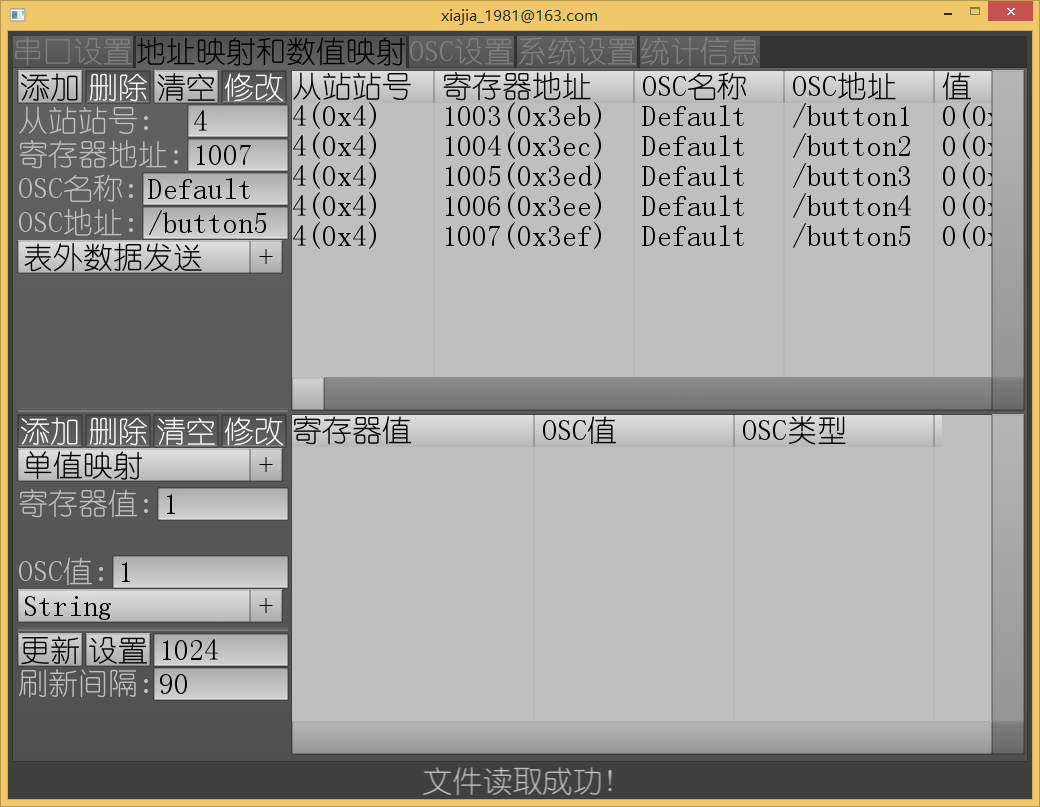 xiajia_1981@163.com
串口设置 地址映射和数值映射 OSC设置 系统设置 统计信息
添加 删除 清空 修改
从站站号: 4
寄存器地址: 1007
OSC名称: Default
OSC地址: /button5
表外数据发送 +
从站站号 寄存器地址 OSC名称 OSC地址 值
4(0x4) 1003(0x3eb) Default /button1 0(0x
4(0x4) 1004(0x3ec) Default /button2 0(0x
4(0x4) 1005(0x3ed) Default /button3 0(0x
4(0x4) 1006(0x3ee) Default /button4 0(0x
4(0x4) 1007(0x3ef) Default /button5 0(0x
添加 删除 清空 修改
单值映射 +
寄存器值: 1
OSC值: 1
String +
更新 设置 1024
刷新间隔: 90
寄存器值 OSC值 OSC类型
文件读取成功!